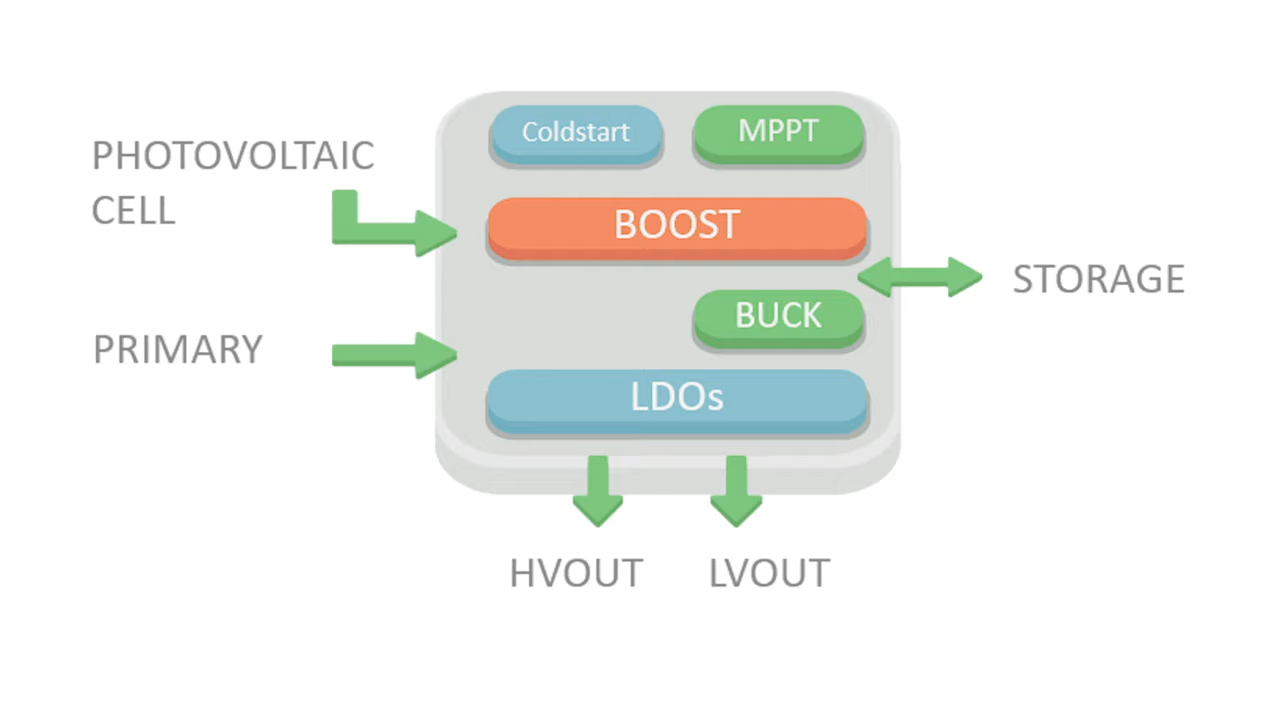 Coldstart
MPPT
PHOTOVOLTAIC
CELL
BOOST
STORAGE
BUCK
PRIMARY
LDOs
HVOUT
LVOUT